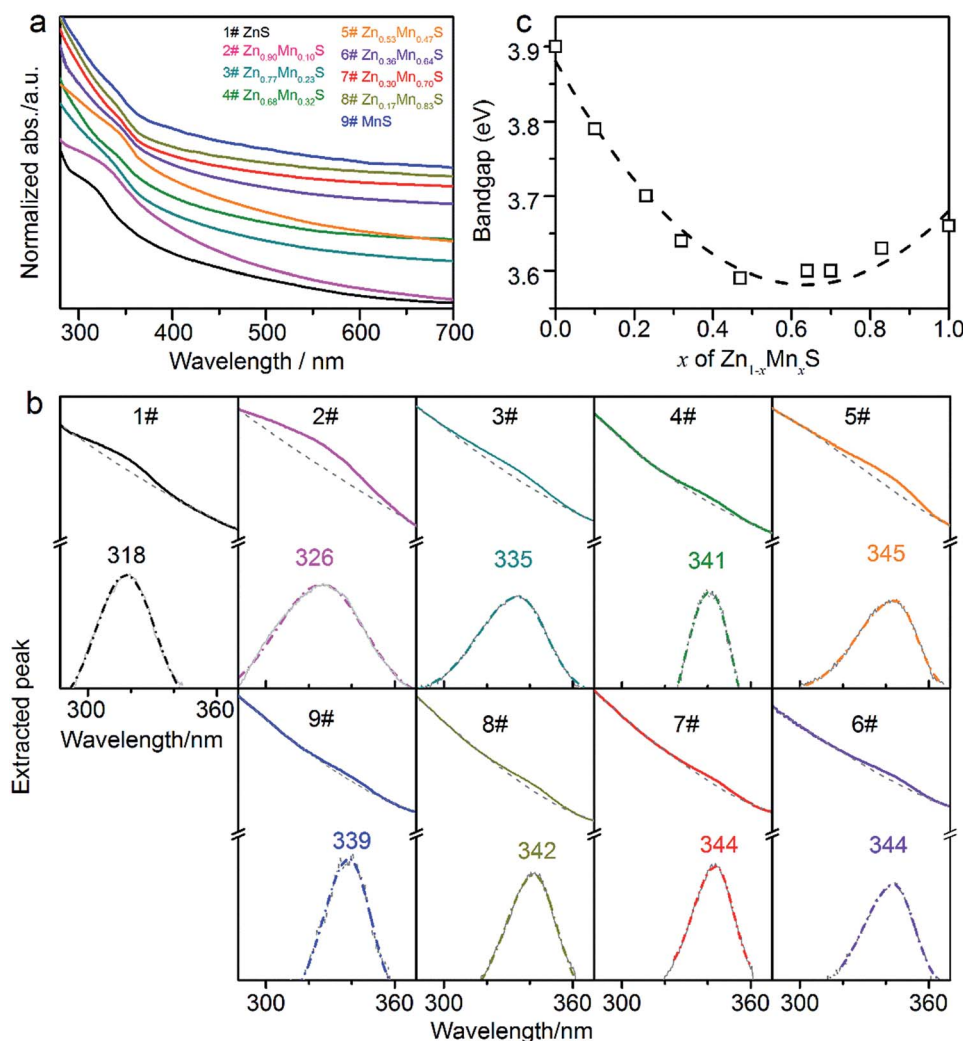 a
1# ZnS
2# Zn0.90Mn0.10S
3# Zn0.77Mn0.23S
4# Zn0.68Mn0.32S
5# Zn0.53Mn0.47S
6# Zn0.36Mn0.64S
7# Zn0.30Mn0.70S
8# Zn0.17Mn0.83S
9# MnS
Normalized abs./a.u.
300 400 500 600 700
Wavelength / nm
c
3.9
3.8
3.7
3.6
Bandgap (eV)
0.0 0.2 0.4 0.6 0.8 1.0
x of Zn1-xMnxS
b
1# 2# 3# 4# 5#
318 326 335 341 345
300 360
Wavelength/nm
9# 8# 7# 6#
339 342 344 344
Extracted peak
300 360 300 360 300 360 300 360
Wavelength/nm